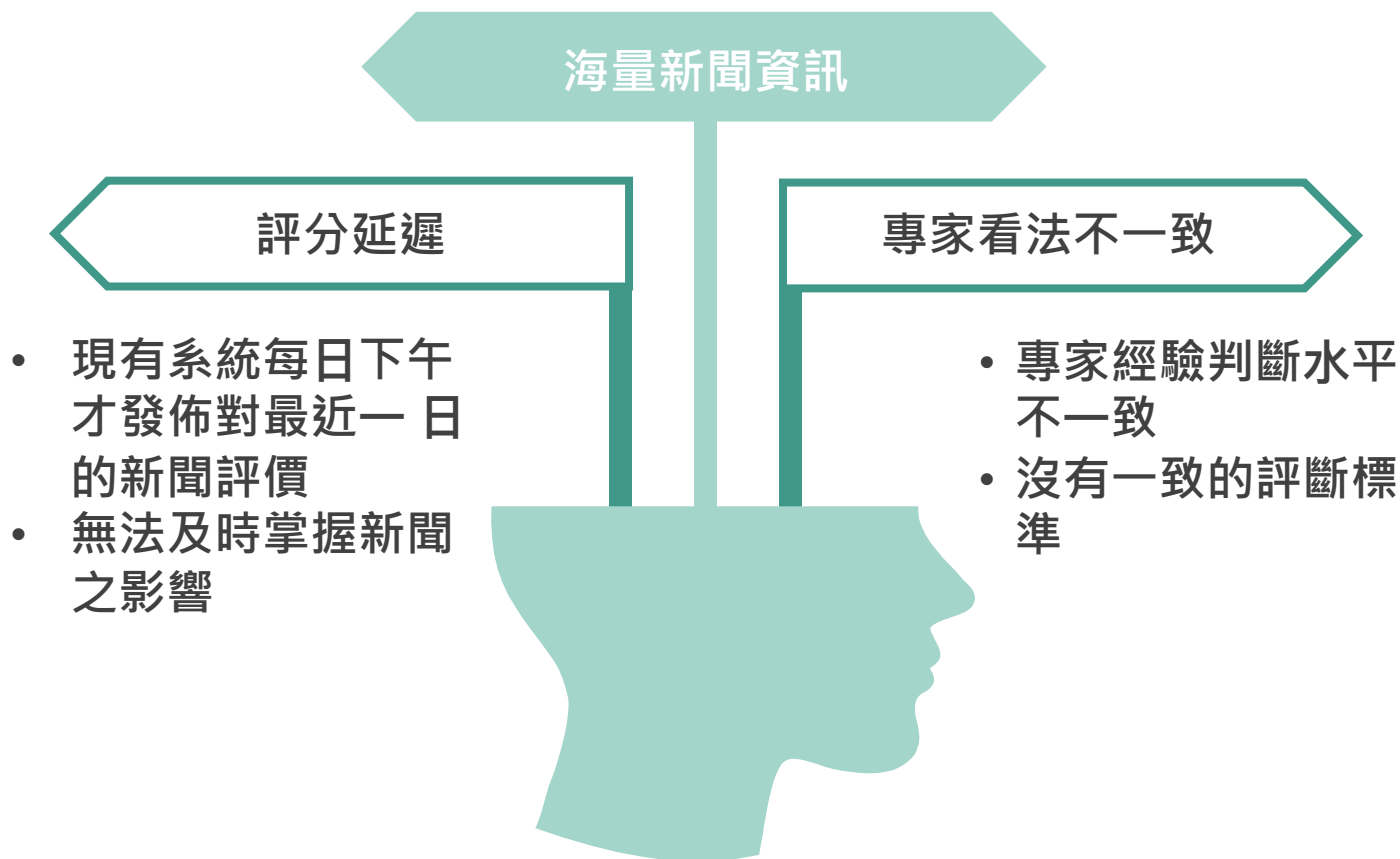 海量新聞資訊
評分延遲
專家看法不一致
• 現有系統每日下午
才發佈對最近一 日
的新聞評價
• 無法及時掌握新聞
之影響
• 專家經驗判斷水平
不一致
• 沒有一致的評斷標
準